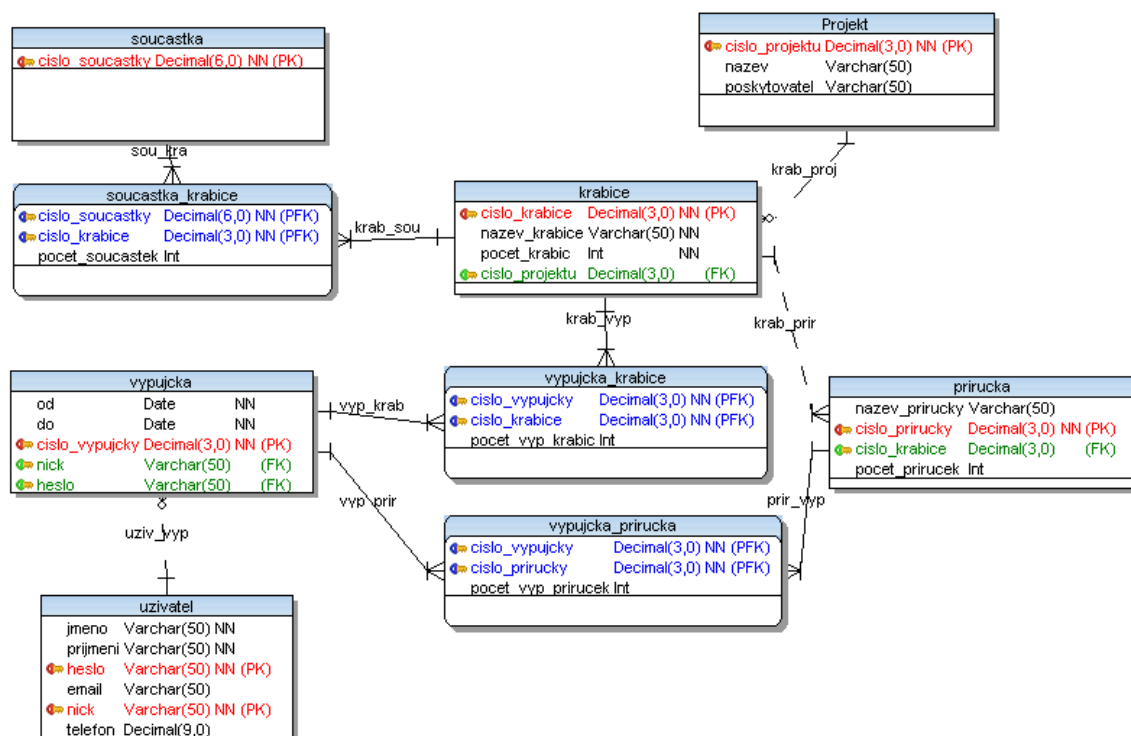 soucastka
cislo_soucastky Decimal(6,0) NN (PK)
sou_kra
soucastka_krabice
cislo_soucastky Decimal(6,0) NN (PFK)
cislo_krabice Decimal(3,0) NN (PFK)
pocet_soucastek Int
krab_sou
Projekt
cislo_projektu Decimal(3,0) NN (PK)
nazev Varchar(50)
poskytovatel Varchar(50)
krab_proj
krabice
cislo_krabice Decimal(3,0) NN (PK)
nazev_krabice Varchar(50) NN
pocet_krabic Int NN
cislo_projektu Decimal(3,0) (FK)
krab_vyp
krab_prir
vypujcka
od Date NN
do Date NN
cislo_vypujcky Decimal(3,0) NN (PK)
nick Varchar(50) (FK)
heslo Varchar(50) (FK)
vyp_krab
vypujcka_krabice
cislo_vypujcky Decimal(3,0) NN (PFK)
cislo_krabice Decimal(3,0) NN (PFK)
pocet_vyp_krabic Int
prirucka
nazev_prirucky Varchar(50)
cislo_prirucky Decimal(3,0) NN (PK)
cislo_krabice Decimal(3,0) (FK)
pocet_prirucek Int
vyp_prir
prir_vyp
vypujcka_prirucka
cislo_vypujcky Decimal(3,0) NN (PFK)
cislo_prirucky Decimal(3,0) NN (PFK)
pocet_vyp_prirucek Int
uziv_vyp
uzivatel
jmeno Varchar(50) NN
prijmeni Varchar(50) NN
heslo Varchar(50) NN (PK)
email Varchar(50)
nick Varchar(50) NN (PK)
telefon Decimal(9,0)